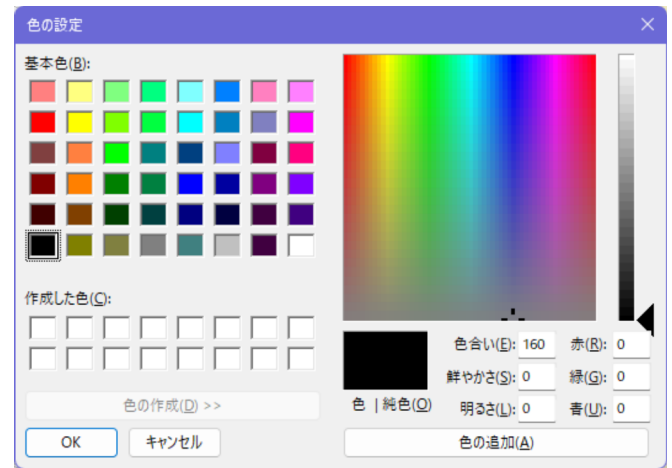 色の設定
基本色(B):
作成した色(C):
色の作成(D) >>
OK
キャンセル
色 | 純色(O)
色合い(E): 160
赤(R): 0
鮮やかさ(S): 0
緑(G): 0
明るさ(L): 0
青(U): 0
色の追加(A)